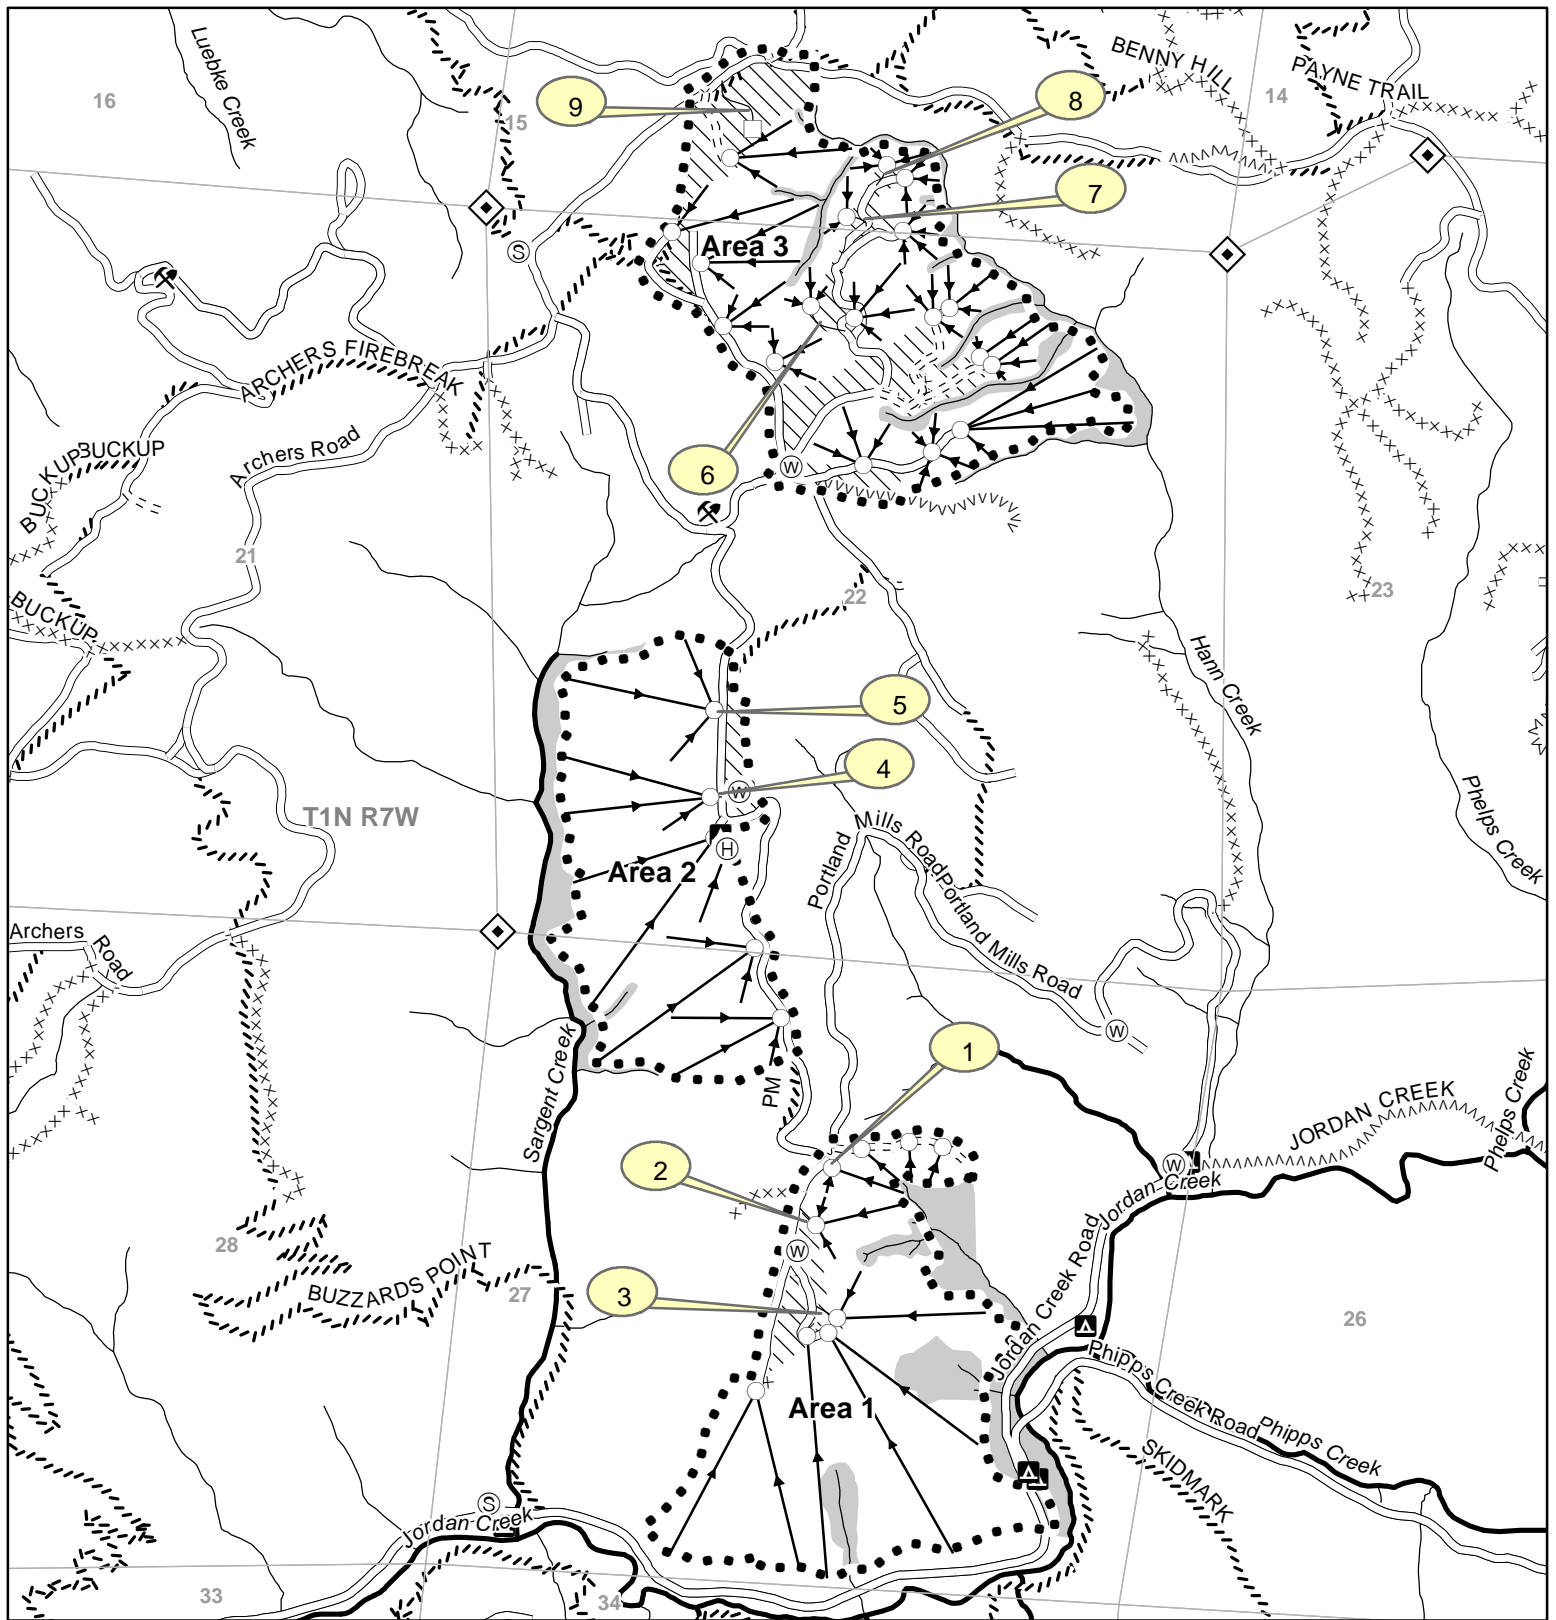 Luebke Creek
BENNY HILL
PAYNE TRAIL
16
15
14
9
8
7
S
Area 3
ARCHERS FIREBREAK
BUCKUP
BUCKUP
Archers Road
6
W
21
22
23
BUCKUP
Hann Creek
5
4
W
Phelps Creek
T1N R7W
Portland
Mills Road
Portland Mills Road
H
Area 2
Archers
Road
W
Sargent Creek
PM
1
Phelps Creek
JORDAN CREEK
2
W
Jordan Creek
28
W
Jordan Creek Road
BUZZARDS POINT
27
3
26
Jordan Creek Road
Phipps Creek Road
Phipps Creek
Area 1
SKIDMARK
S
Jordan Creek
33
34